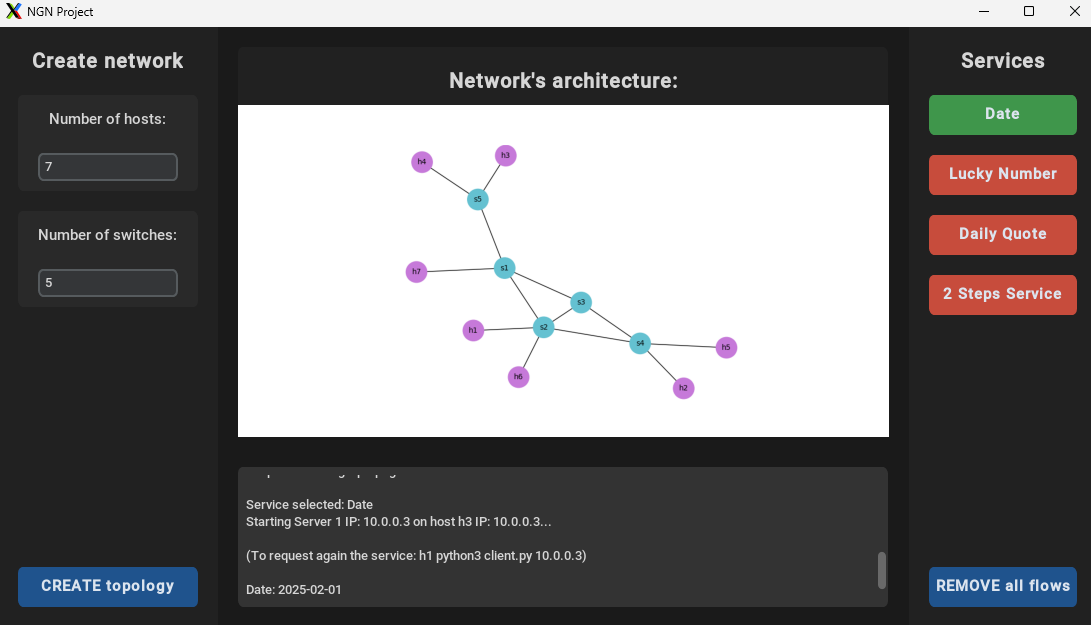 NGN Project
Create network
Number of hosts:
7
Number of switches:
5
CREATE topology
Network's architecture:
h4
h3
s5
h7
s1
s3
h1
s2
s4
h5
h6
h2
Service selected: Date
Starting Server 1 IP: 10.0.0.3 on host h3 IP: 10.0.0.3...
(To request again the service: h1 python3 client.py 10.0.0.3)
Date: 2025-02-01
Services
Date
Lucky Number
Daily Quote
2 Steps Service
REMOVE all flows